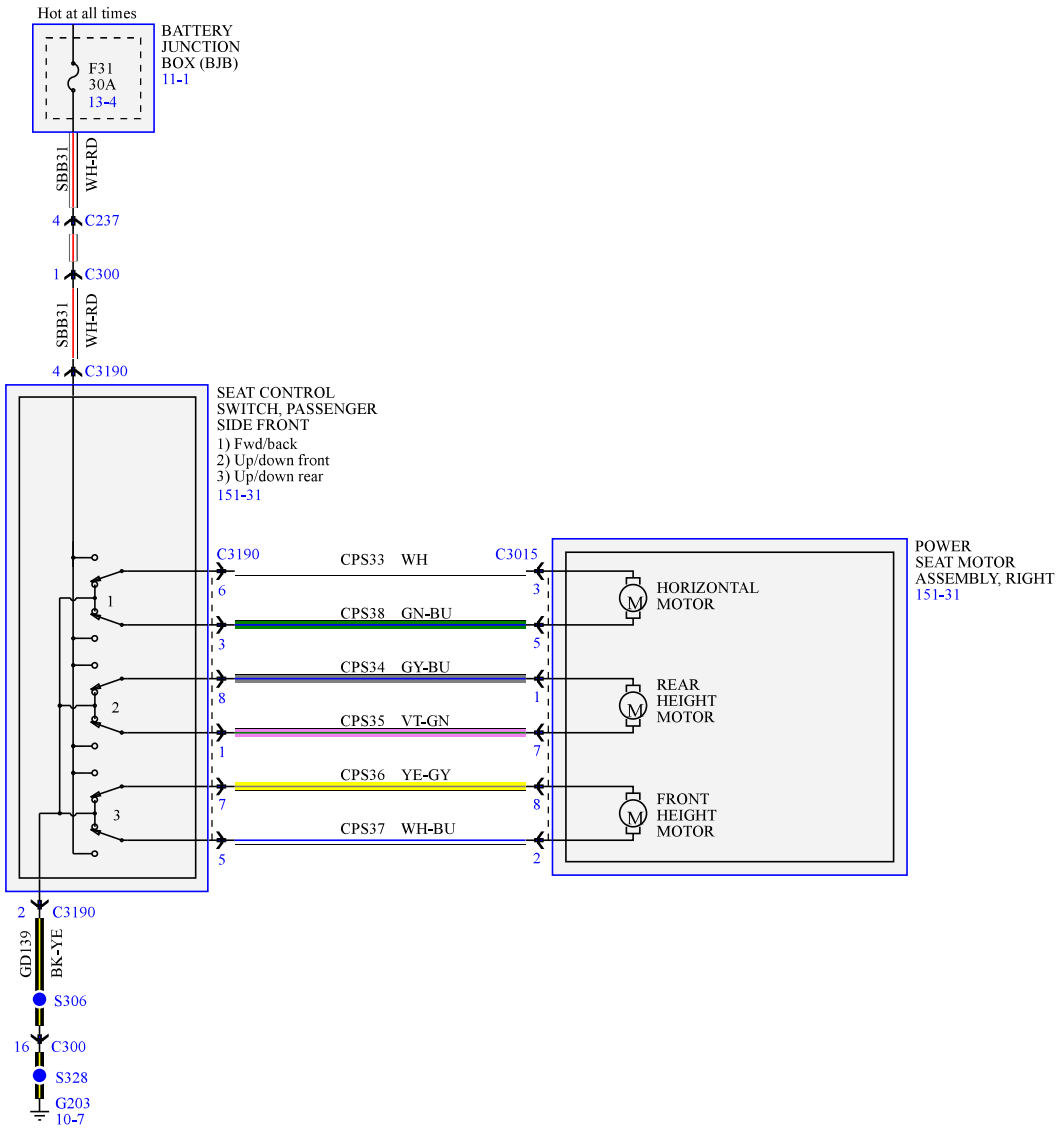 Hot at all times
BATTERY
JUNCTION
BOX (BJB)
11-1
F31
30A
13-4
SBB31
WH-RD
4
C237
1
C300
SBB31
WH-RD
4
C3190
SEAT CONTROL
SWITCH, PASSENGER
SIDE FRONT
1) Fwd/back
2) Up/down front
3) Up/down rear
151-31
C3190
CPS33 WH
C3015
POWER
SEAT MOTOR
ASSEMBLY, RIGHT
151-31
1
6
3
M
HORIZONTAL
MOTOR
CPS38 GN-BU
3
5
CPS34 GY-BU
2
8
1
M
REAR
HEIGHT
MOTOR
CPS35 VT-GN
1
7
CPS36 YE-GY
3
7
8
M
FRONT
HEIGHT
MOTOR
CPS37 WH-BU
5
2
2
C3190
GD139
BK-YE
S306
16
C300
S328
G203
10-7